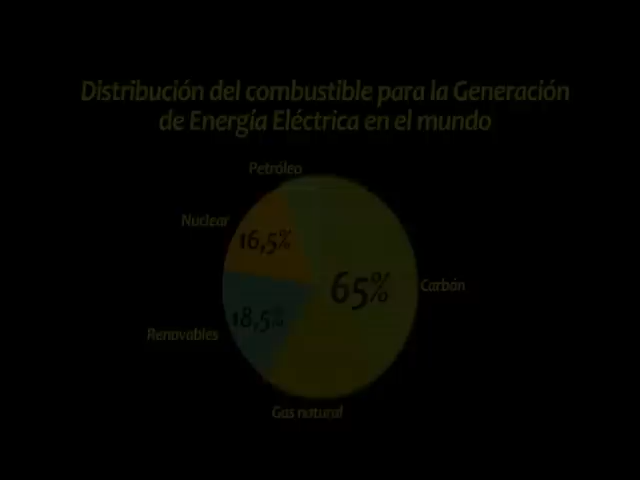 Distribución del combustible para la Generación
de Energía Eléctrica en el mundo
Petróleo
Nuclear
16,5%
65%
Carbón
18,5%
Renovables
Gas natural